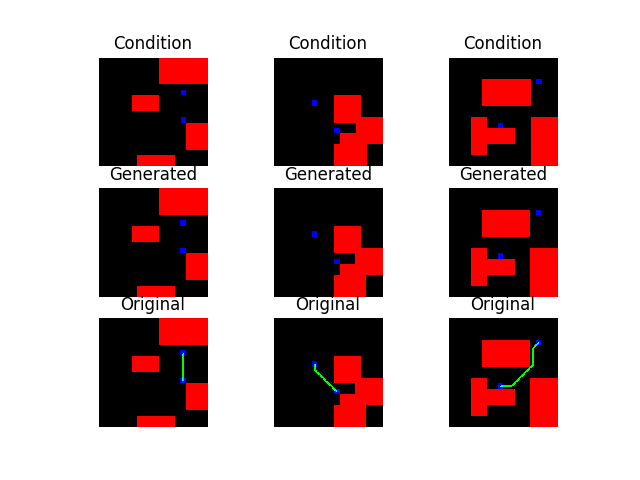 Condition Condition Condition
Generated Generated Generated
Original Original Original